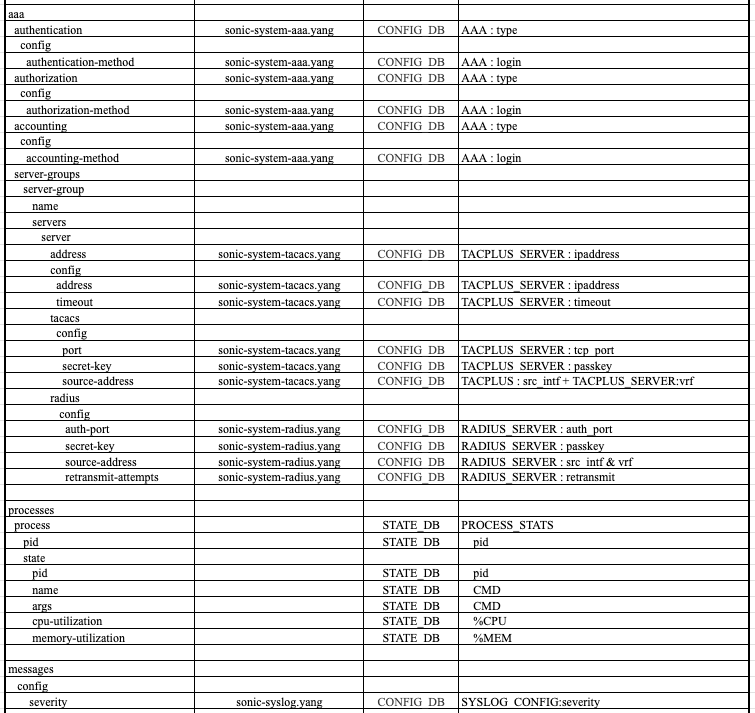 aaa
authentication sonic-system-aaa.yang CONFIG_DB AAA : type
config
authentication-method sonic-system-aaa.yang CONFIG_DB AAA : login
authorization sonic-system-aaa.yang CONFIG_DB AAA : type
config
authorization-method sonic-system-aaa.yang CONFIG_DB AAA : login
accounting sonic-system-aaa.yang CONFIG_DB AAA : type
config
accounting-method sonic-system-aaa.yang CONFIG_DB AAA : login
server-groups
server-group
name
servers
server
address sonic-system-tacacs.yang CONFIG_DB TACPLUS_SERVER : ipaddress
config
address sonic-system-tacacs.yang CONFIG_DB TACPLUS_SERVER : ipaddress
timeout sonic-system-tacacs.yang CONFIG_DB TACPLUS_SERVER : timeout
tacacs
config
port sonic-system-tacacs.yang CONFIG_DB TACPLUS_SERVER : tcp_port
secret-key sonic-system-tacacs.yang CONFIG_DB TACPLUS_SERVER : passkey
source-address sonic-system-tacacs.yang CONFIG_DB TACPLUS : src_intf + TACPLUS_SERVER:vrf
radius
config
auth-port sonic-system-radius.yang CONFIG_DB RADIUS_SERVER : auth_port
secret-key sonic-system-radius.yang CONFIG_DB RADIUS_SERVER : passkey
source-address sonic-system-radius.yang CONFIG_DB RADIUS_SERVER : src_intf & vrf
retransmit-attempts sonic-system-radius.yang CONFIG_DB RADIUS_SERVER : retransmit
processes
process STATE_DB PROCESS_STATS
pid STATE_DB pid
state
pid STATE_DB pid
name STATE_DB CMD
args STATE_DB CMD
cpu-utilization STATE_DB %CPU
memory-utilization STATE_DB %MEM
messages
config
severity sonic-syslog.yang CONFIG_DB SYSLOG_CONFIG:severity